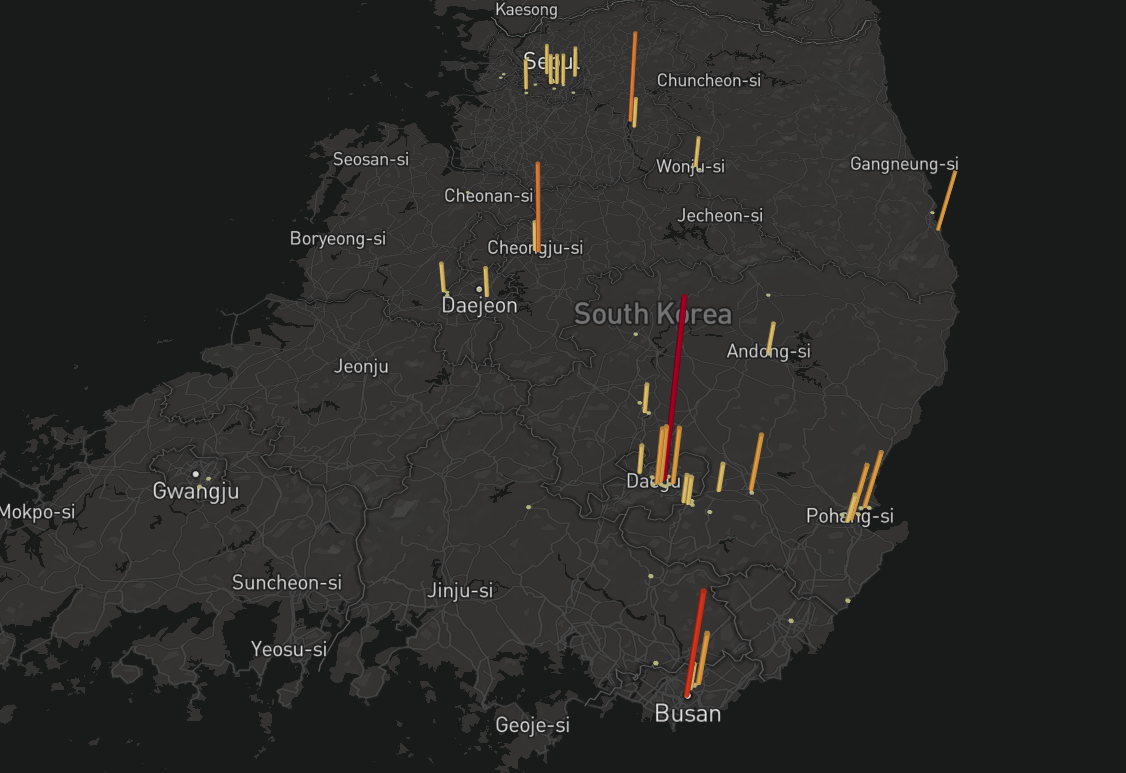 Kaesong
Seoul
Chuncheon-si
Seosan-si
Wonju-si
Gangneung-si
Cheonan-si
Jecheon-si
Boryeong-si
Cheongju-si
Daejeon
South Korea
Andong-si
Jeonju
Daegu
Gwangju
Mokpo-si
Pohang-si
Suncheon-si
Jinju-si
Yeosu-si
Busan
Geoje-si